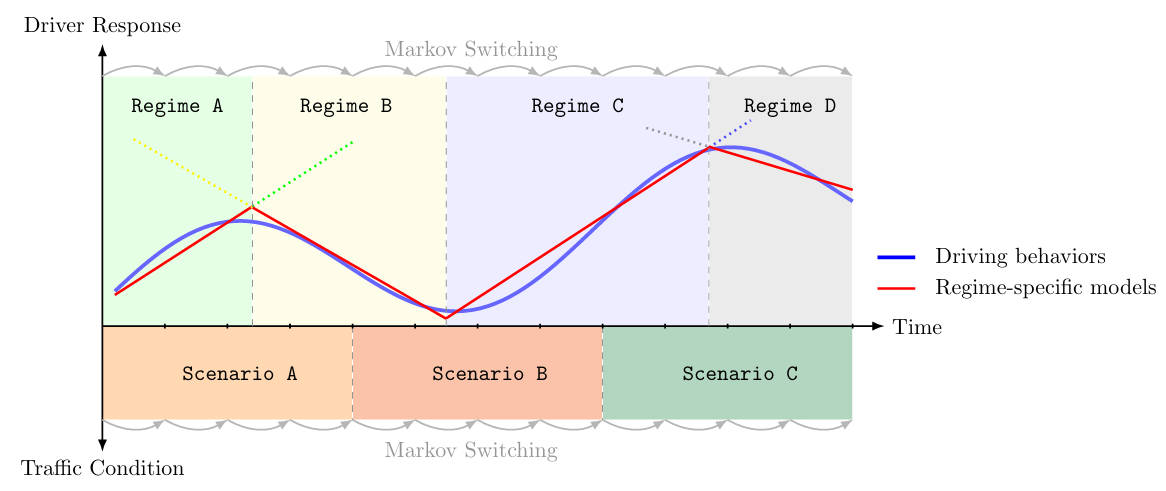 Driver Response
Markov Switching
Regime A
Regime B
Regime C
Regime D
Driving behaviors
Regime-specific models
Time
Scenario A
Scenario B
Scenario C
Markov Switching
Traffic Condition